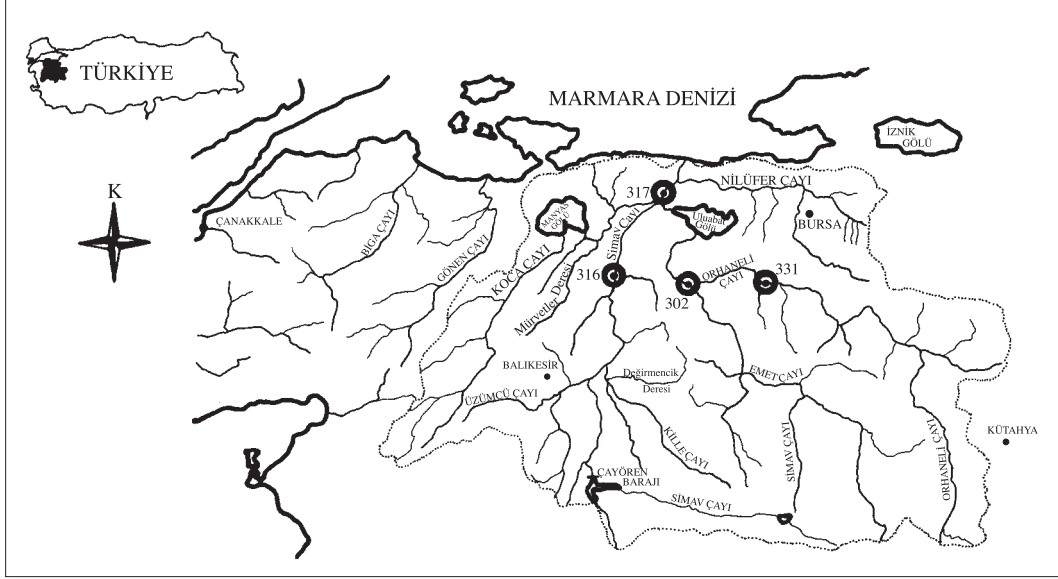 TÜRKİYE
MARMARA DENİZİ
İZNİK
GÖLÜ
K
ÇANAKKALE
BİGA ÇAYI
GÖNEN ÇAYI
MANYAS
GÖLÜ
KOCA ÇAYI
Mürvetler Deresi
Simav Çayı
317
NİLÜFER ÇAYI
Uluabat
Gölü
BURSA
316
302
ORHANELİ
ÇAYI
331
BALIKESİR
ÜZÜMCÜ ÇAYI
Değirmencik
Deresi
EMET ÇAYI
KİLLE ÇAYI
SİMAV ÇAYI
ORHANELİ ÇAYI
KÜTAHYA
ÇAYÖREN
BARAJI
SİMAV ÇAYI